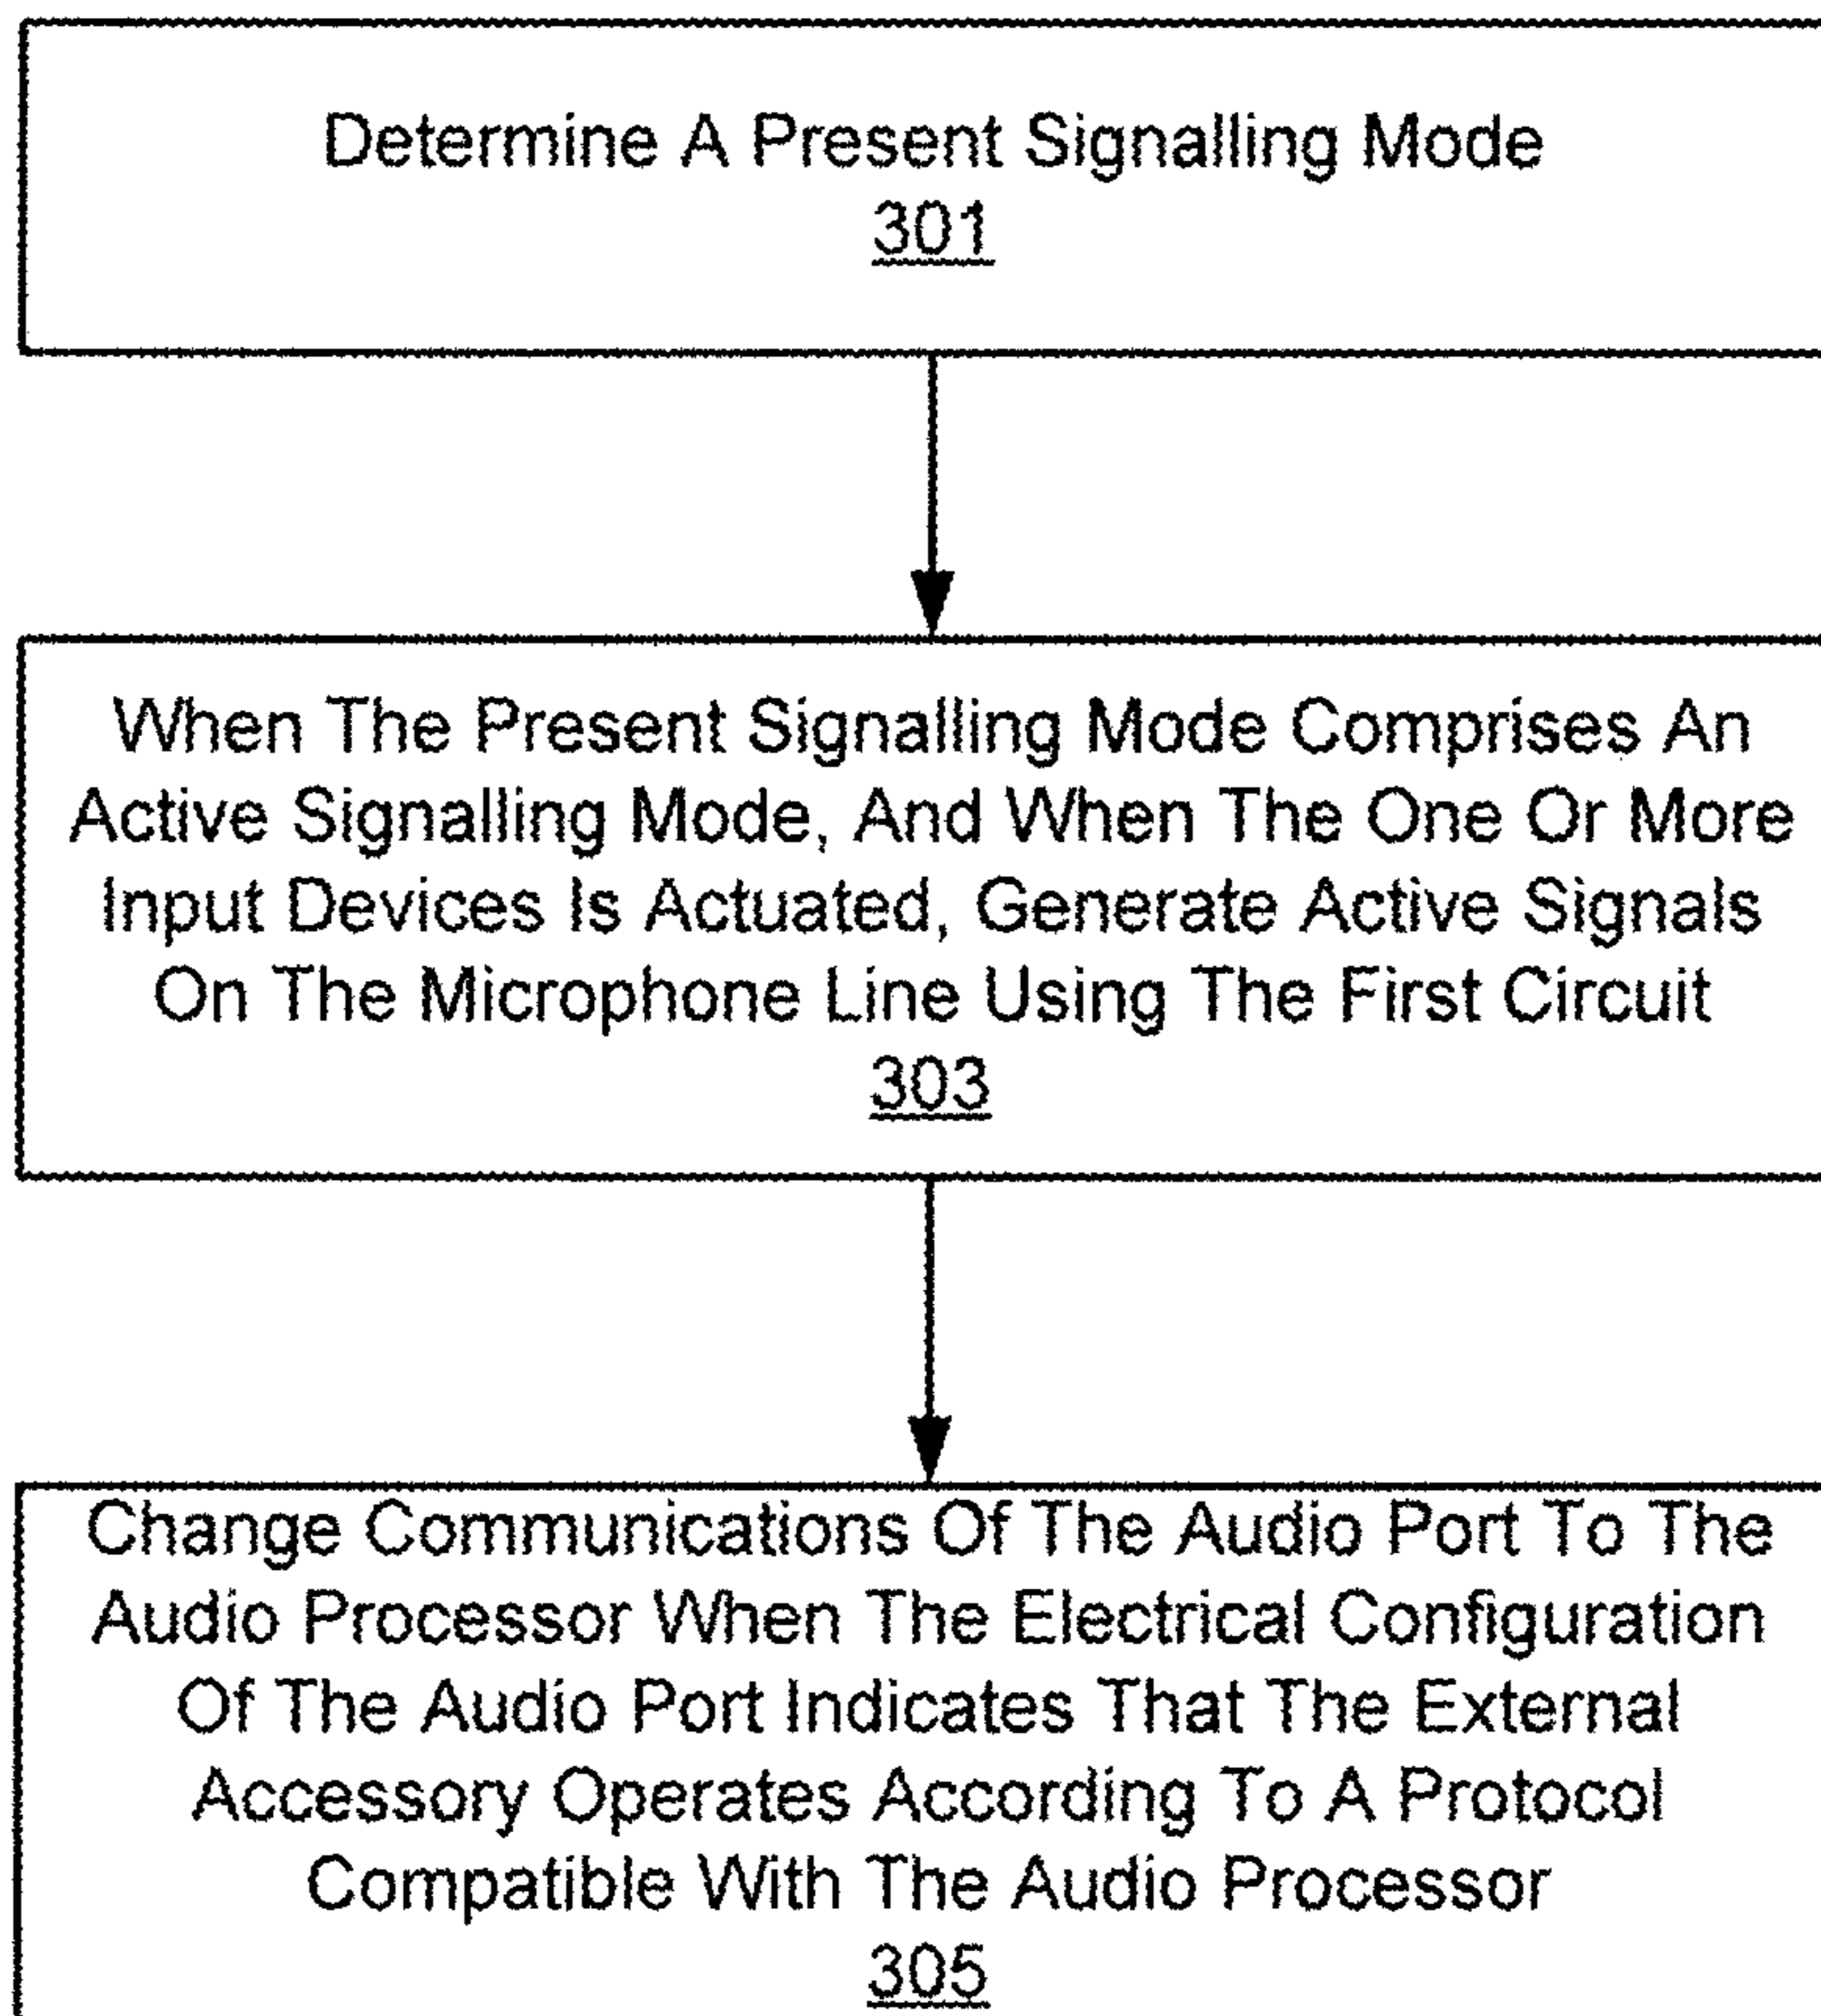 Determine A Present Signalling Mode
301
When The Present Signalling Mode Comprises An
Active Signalling Mode, And When The One Or More
Input Devices Is Actuated, Generate Active Signals
On The Microphone Line Using The First Circuit
303
Change Communications Of The Audio Port To The
Audio Processor When The Electrical Configuration
Of The Audio Port Indicates That The External
Accessory Operates According To A Protocol
Compatible With The Audio Processor
305